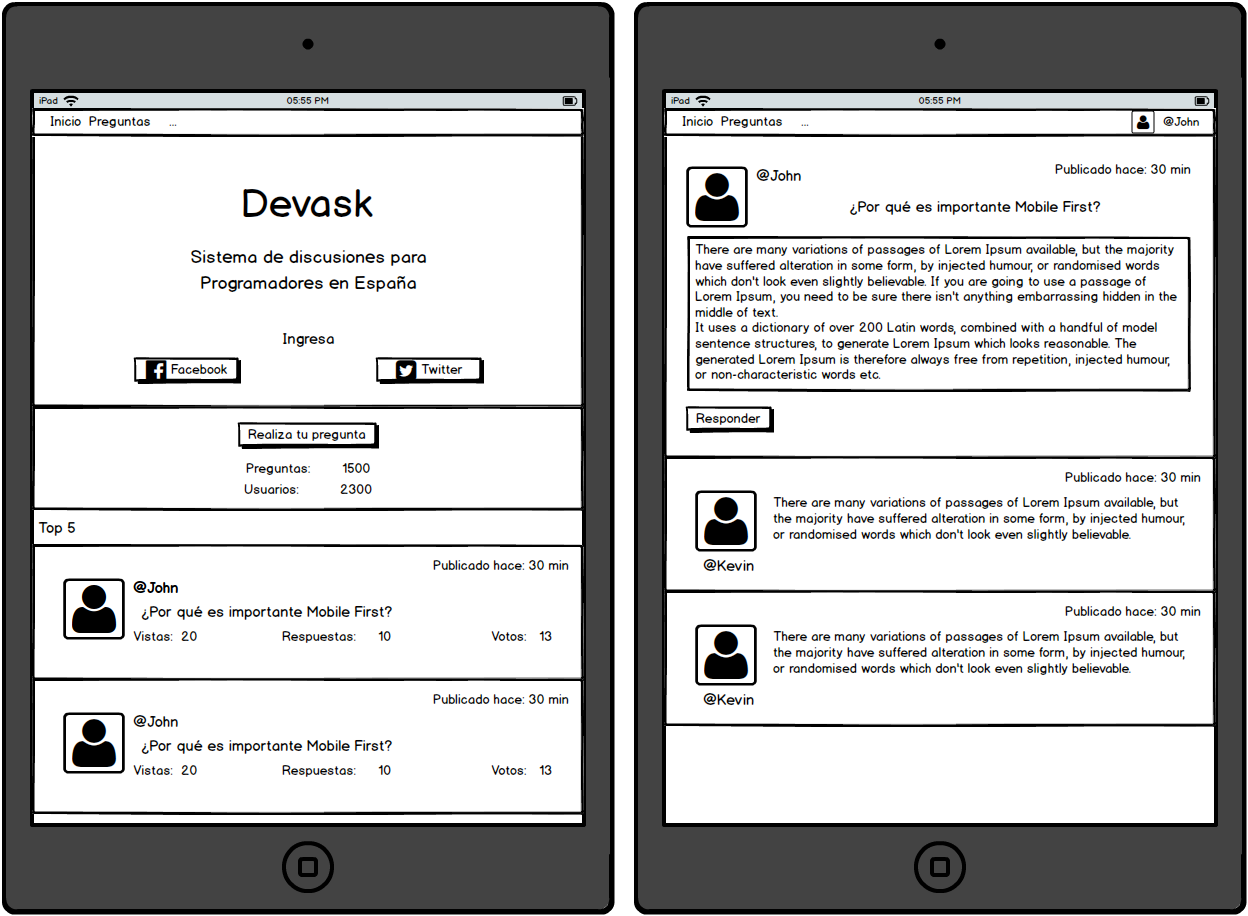 iPad 05:55 PM
Inicio Preguntas ...
Devask
Sistema de discusiones para
Programadores en España
Ingresa
Facebook Twitter
Realiza tu pregunta
Preguntas: 1500
Usuarios: 2300
Top 5
Publicado hace: 30 min
@John
¿Por qué es importante Mobile First?
Vistas: 20 Respuestas: 10 Votos: 13
Publicado hace: 30 min
@John
¿Por qué es importante Mobile First?
Vistas: 20 Respuestas: 10 Votos: 13
iPad 05:55 PM
Inicio Preguntas ... @John
Publicado hace: 30 min
@John
¿Por qué es importante Mobile First?
There are many variations of passages of Lorem Ipsum available, but the majority
have suffered alteration in some form, by injected humour, or randomised words
which don't look even slightly believable. If you are going to use a passage of
Lorem Ipsum, you need to be sure there isn't anything embarrassing hidden in the
middle of text.
It uses a dictionary of over 200 Latin words, combined with a handful of model
sentence structures, to generate Lorem Ipsum which looks reasonable. The
generated Lorem Ipsum is therefore always free from repetition, injected humour,
or non-characteristic words etc.
Responder
Publicado hace: 30 min
There are many variations of passages of Lorem Ipsum available, but
the majority have suffered alteration in some form, by injected humour,
or randomised words which don't look even slightly believable.
@Kevin
Publicado hace: 30 min
There are many variations of passages of Lorem Ipsum available, but
the majority have suffered alteration in some form, by injected humour,
or randomised words which don't look even slightly believable.
@Kevin